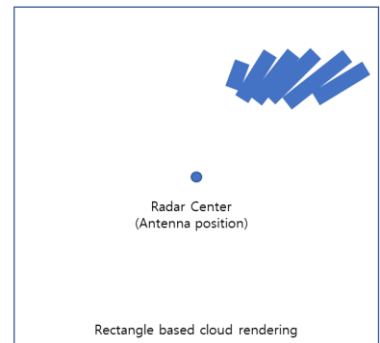 Radar Center
(Antenna position)
Rectangle based cloud rendering